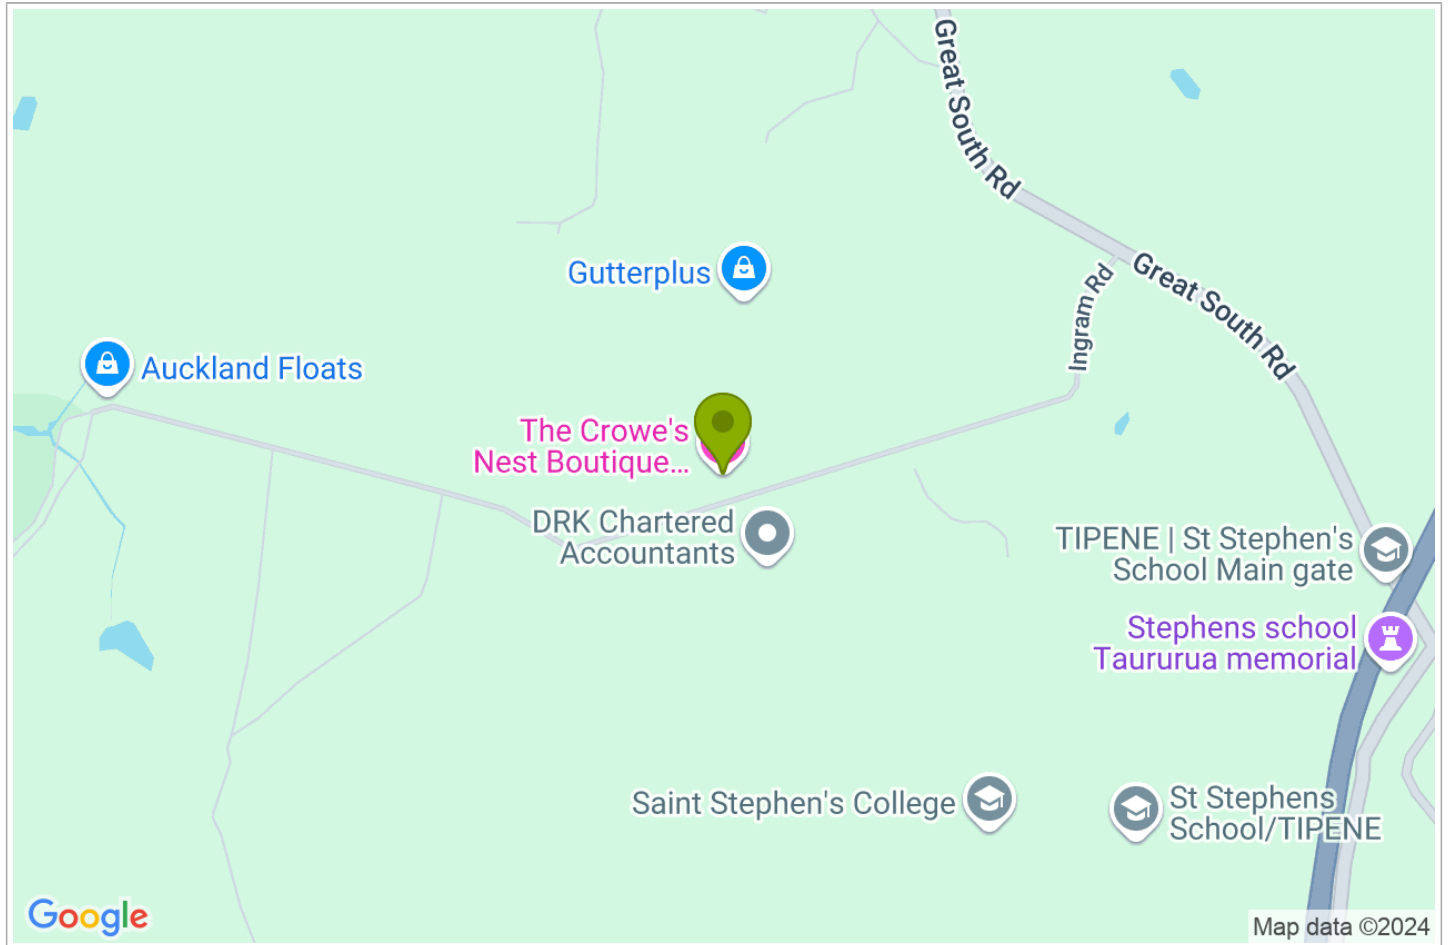 Great South Rd
Great South Rd
Gutterplus
Ingram Rd
Auckland Floats
The Crowe's
Nest Boutique...
DRK Chartered
Accountants
TIPENE | St Stephen's
School Main gate
Stephens school
Taururua memorial
Saint Stephen's College
St Stephens
School/TIPENE
Google
Map data ©2024